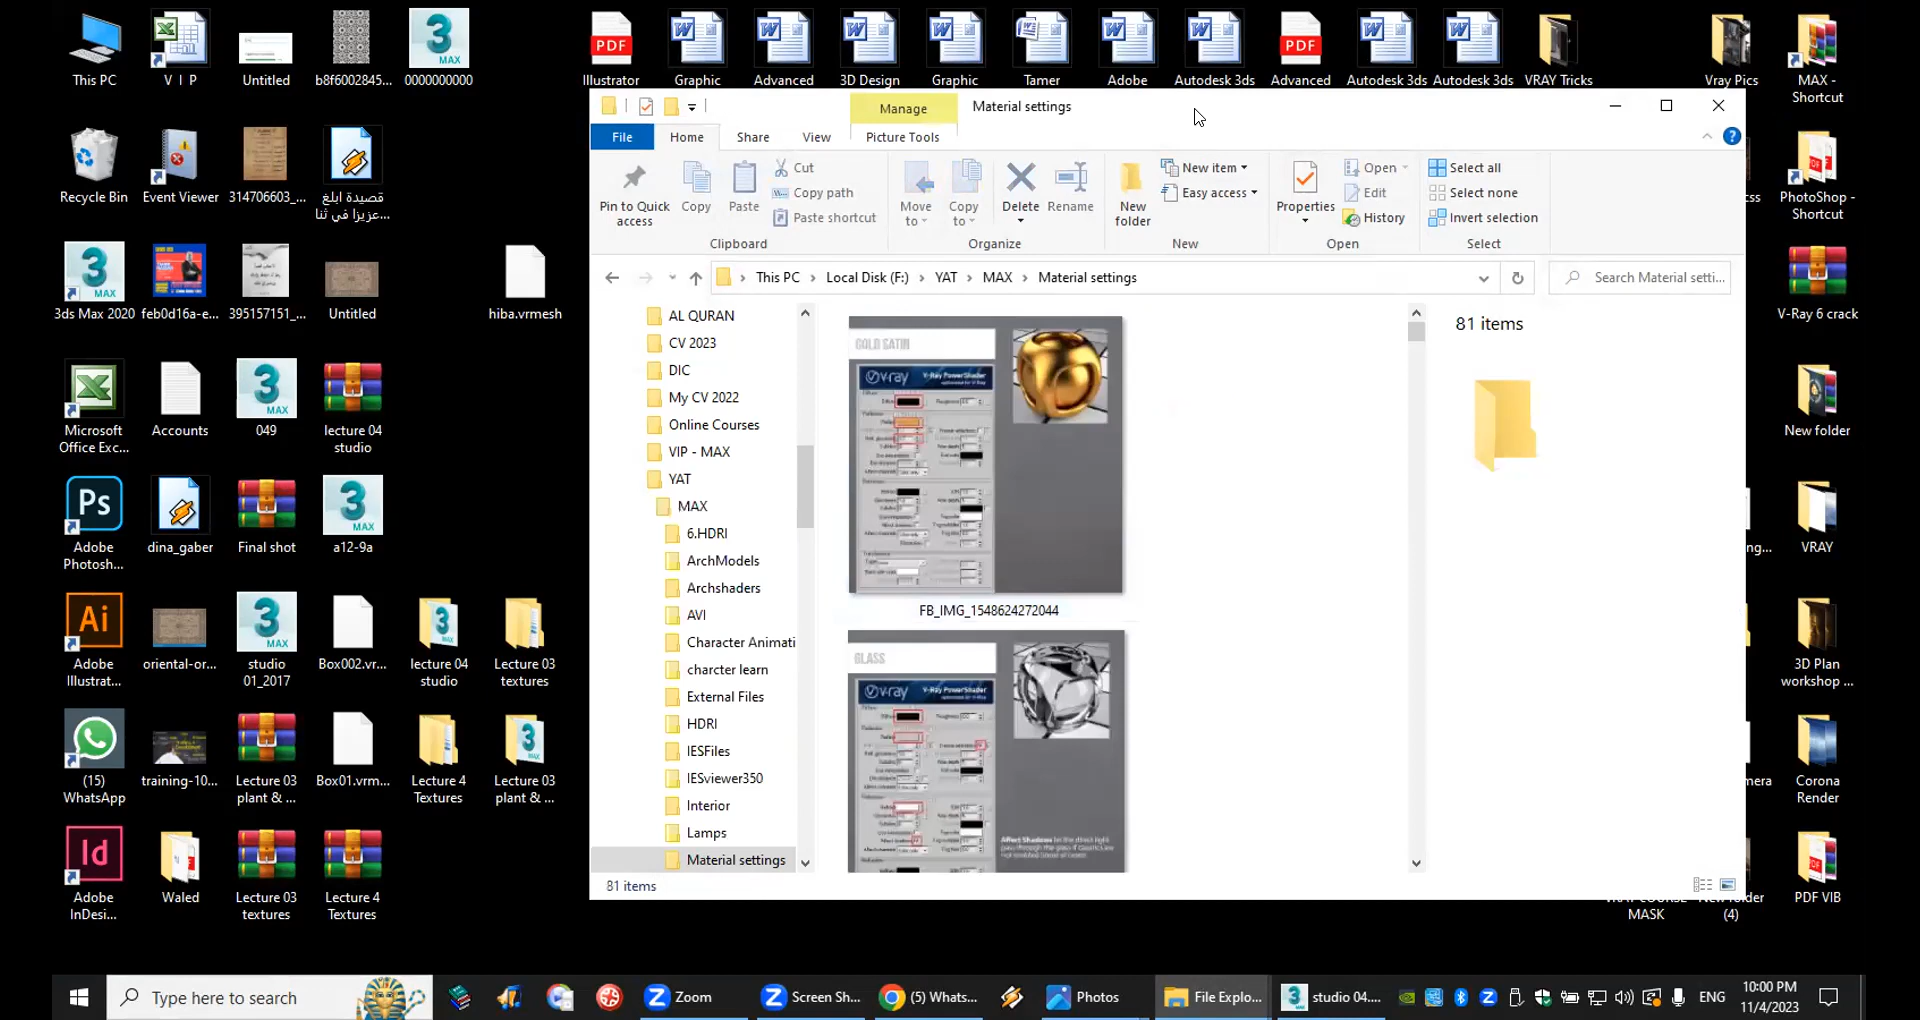 This PC
V I P
Untitled
b8f6002845...
0000000000
Illustrator
Graphic
Advanced
3D Design
Graphic
Tamer
Adobe
Autodesk 3ds
Advanced
Autodesk 3ds
Autodesk 3ds
VRAY Tricks
Vray Pics
MAX -
Shortcut
Manage
Material settings
File
Home
Share
View
Picture Tools
Pin to Quick
access
Copy
Paste
Cut
Copy path
Paste shortcut
Clipboard
Move
to
Copy
to
Delete
Rename
Organize
New
folder
New item
Easy access
New
Properties
Open
Edit
History
Open
Select all
Select none
Invert selection
Select
This PC > Local Disk (F:) > YAT > MAX > Material settings
Search Material setti...
AL QURAN
CV 2023
DIC
My CV 2022
Online Courses
VIP - MAX
YAT
MAX
6.HDRI
ArchModels
Archshaders
AVI
Character Animati
charcter learn
External Files
HDRI
IESFiles
IESviewer350
Interior
Lamps
Material settings
GOLD SATIN
v-ray V-Ray PowerShader
FB_IMG_1548624272044
GLASS
v-ray V-Ray PowerShader
81 items
81 items
Recycle Bin
Event Viewer
314706603_...
قصيدة ابلغ
عزيزا في ثنا...
PhotoShop -
Shortcut
3ds Max 2020
feb0d16a-e...
395157151_...
Untitled
hiba.vrmesh
V-Ray 6 crack
Microsoft
Office Exc...
Accounts
049
lecture 04
studio
New folder
Adobe
Photosh...
dina_gaber
Final shot
a12-9a
VRAY
Adobe
Illustrat...
oriental-or...
studio
01_2017
Box002.vr...
lecture 04
studio
Lecture 03
textures
3D Plan
workshop ...
(15)
WhatsApp
training-10...
Lecture 03
plant & ...
Box01.vrm...
Lecture 4
Textures
Lecture 03
plant & ...
Corona
Render
Adobe
InDesi...
Waled
Lecture 03
textures
Lecture 4
Textures
MASK
(4)
PDF VIB
Type here to search
Zoom
Screen Sh...
(5) Whats...
Photos
File Explo...
studio 04....
ENG
10:00 PM
11/4/2023